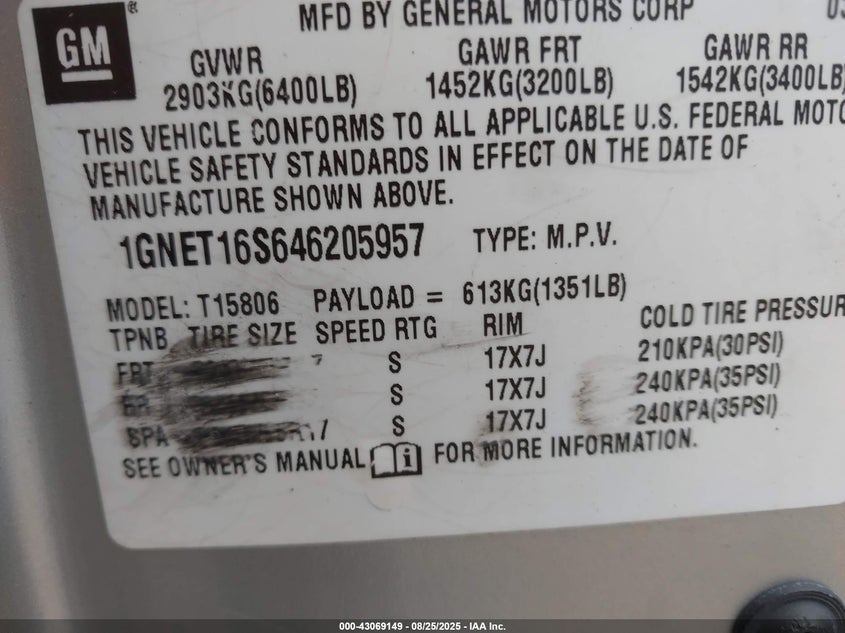 GM
®
MFD BY GENERAL MOTORS CORP
GVWR GAWR FRT GAWR RR
2903KG(6400LB) 1452KG(3200LB) 1542KG(3400LB)
THIS VEHICLE CONFORMS TO ALL APPLICABLE U.S. FEDERAL MOTO
VEHICLE SAFETY STANDARDS IN EFFECT ON THE DATE OF
MANUFACTURE SHOWN ABOVE.
1GNET16S646205957 TYPE: M.P.V.
MODEL: T15806 PAYLOAD = 613KG(1351LB)
TPNB TIRE SIZE SPEED RTG RIM COLD TIRE PRESSUR
FRT S 17X7J 210KPA(30PSI)
RR S 17X7J 240KPA(35PSI)
SPA S 17X7J 240KPA(35PSI)
SEE OWNER'S MANUAL i FOR MORE INFORMATION.
000-43069149 - 08/25/2025 - IAA Inc.